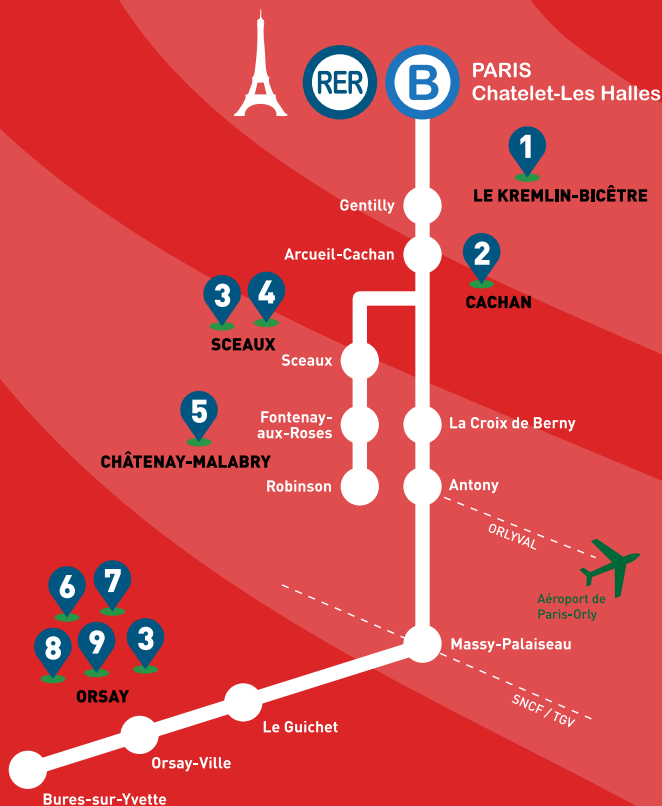 RER
B
PARIS
Chatelet-Les Halles
1
LE KREMLIN-BICÊTRE
Gentilly
Arcueil-Cachan
2
CACHAN
3
4
SCEAUX
Sceaux
5
CHÂTENAY-MALABRY
Fontenay-
aux-Roses
La Croix de Berny
Robinson
Antony
ORLYVAL
Aéroport de
Paris-Orly
6
7
8
9
3
ORSAY
Massy-Palaiseau
SNCF / TGV
Le Guichet
Orsay-Ville
Bures-sur-Yvette